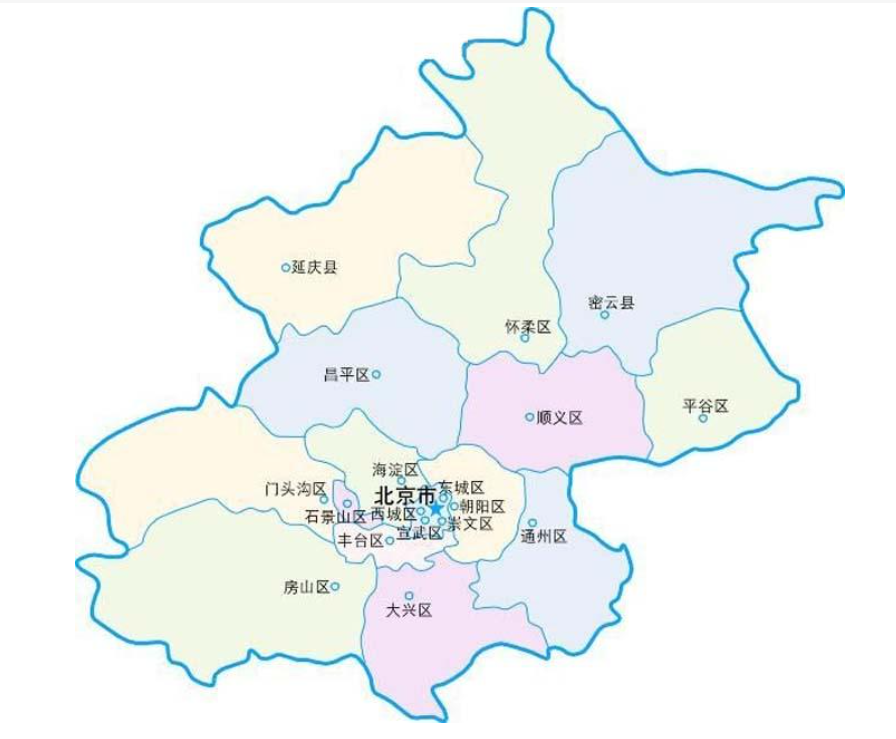 延庆县
密云县
怀柔区
昌平区
平谷区
顺义区
海淀区
东城区
门头沟区
北京市
朝阳区
石景山区
西城区
崇文区
宣武区
丰台区
通州区
房山区
大兴区